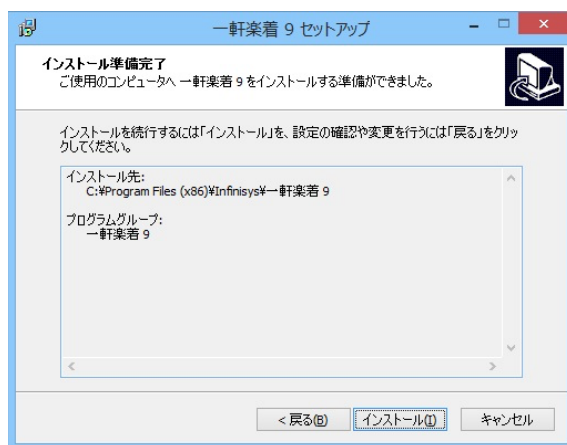 一軒楽着 9 セットアップ
インストール準備完了
ご使用のコンピュータへ 一軒楽着 9 をインストールする準備ができました。
インストールを続行するには「インストール」を、設定の確認や変更を行うには「戻る」をクリッ
クしてください。
インストール先:
C:¥Program Files (x86)¥Infinisys¥一軒楽着 9
プログラムグループ:
一軒楽着 9
< 戻る(B)
インストール(I)
キャンセル